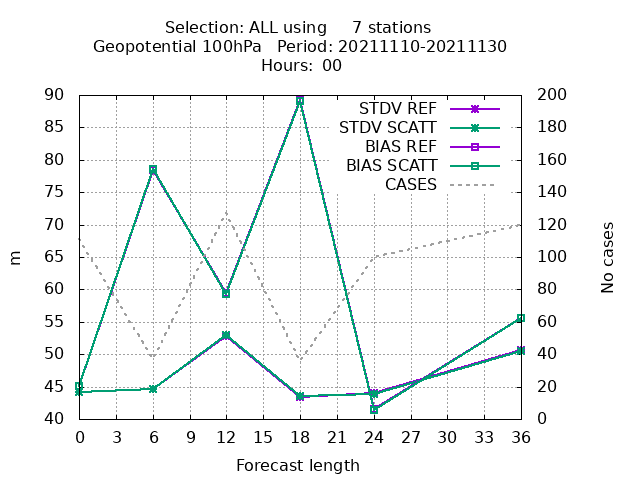 Selection: ALL using     7 stations
Geopotential 100hPa   Period: 20211110-20211130
Hours: 00
90 200
STDV REF
85 180
STDV SCATT
BIAS REF
80 160
BIAS SCATT
75 140
CASES
70 120
65 100
m
No cases
60 80
55 60
50 40
45 20
40 0
0 3 6 9 12 15 18 21 24 27 30 33 36
Forecast length